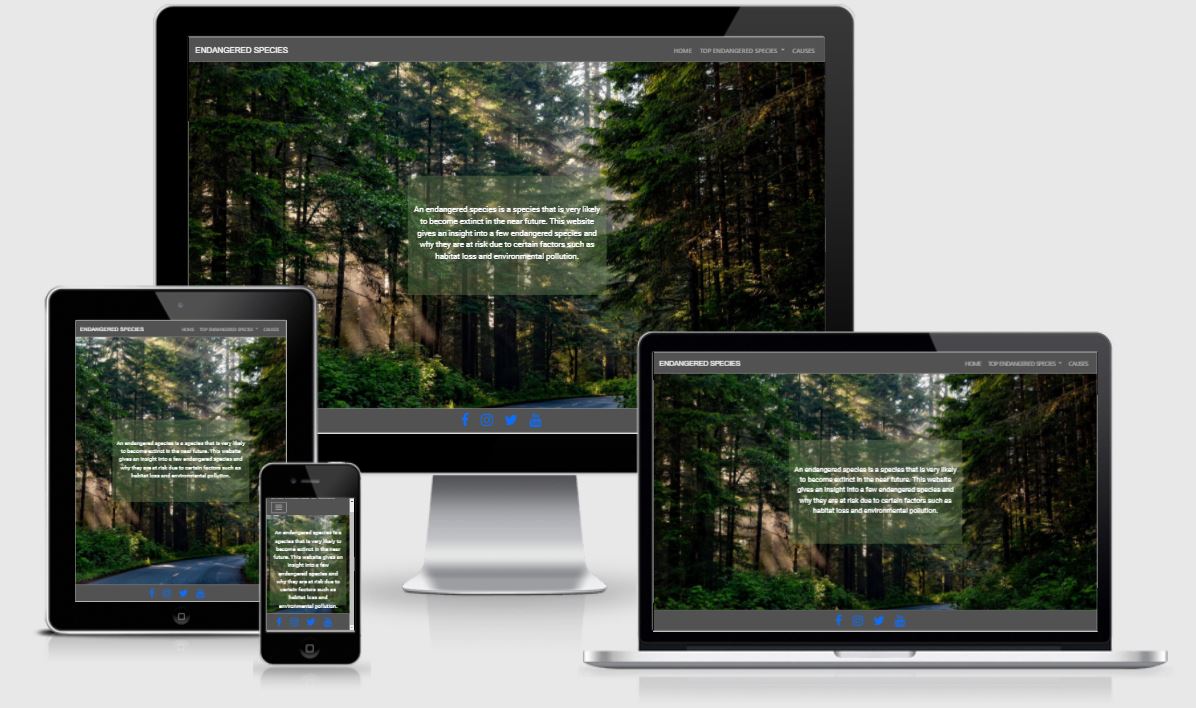 ENDANGERED SPECIES
HOME TOP ENDANGERED SPECIES CAUSES
An endangered species is a species that is very likely
to become extinct in the near future. This website
gives an insight into a few endangered species and
why they are at risk due to certain factors such as
habitat loss and environmental pollution.
ENDANGERED SPECIES
HOME TOP ENDANGERED SPECIES CAUSES
An endangered species is a species that is very likely
to become extinct in the near future. This website
gives an insight into a few endangered species and
why they are at risk due to certain factors such as
habitat loss and environmental pollution.
An endangered species is a
species that is very likely to
become extinct in the near
future. This website gives an
insight into a few
endangered species and
why they are at risk due to
certain factors such as
habitat loss and
environmental pollution.
ENDANGERED SPECIES
HOME TOP ENDANGERED SPECIES CAUSES
An endangered species is a species that is very likely
to become extinct in the near future. This website
gives an insight into a few endangered species and
why they are at risk due to certain factors such as
habitat loss and environmental pollution.